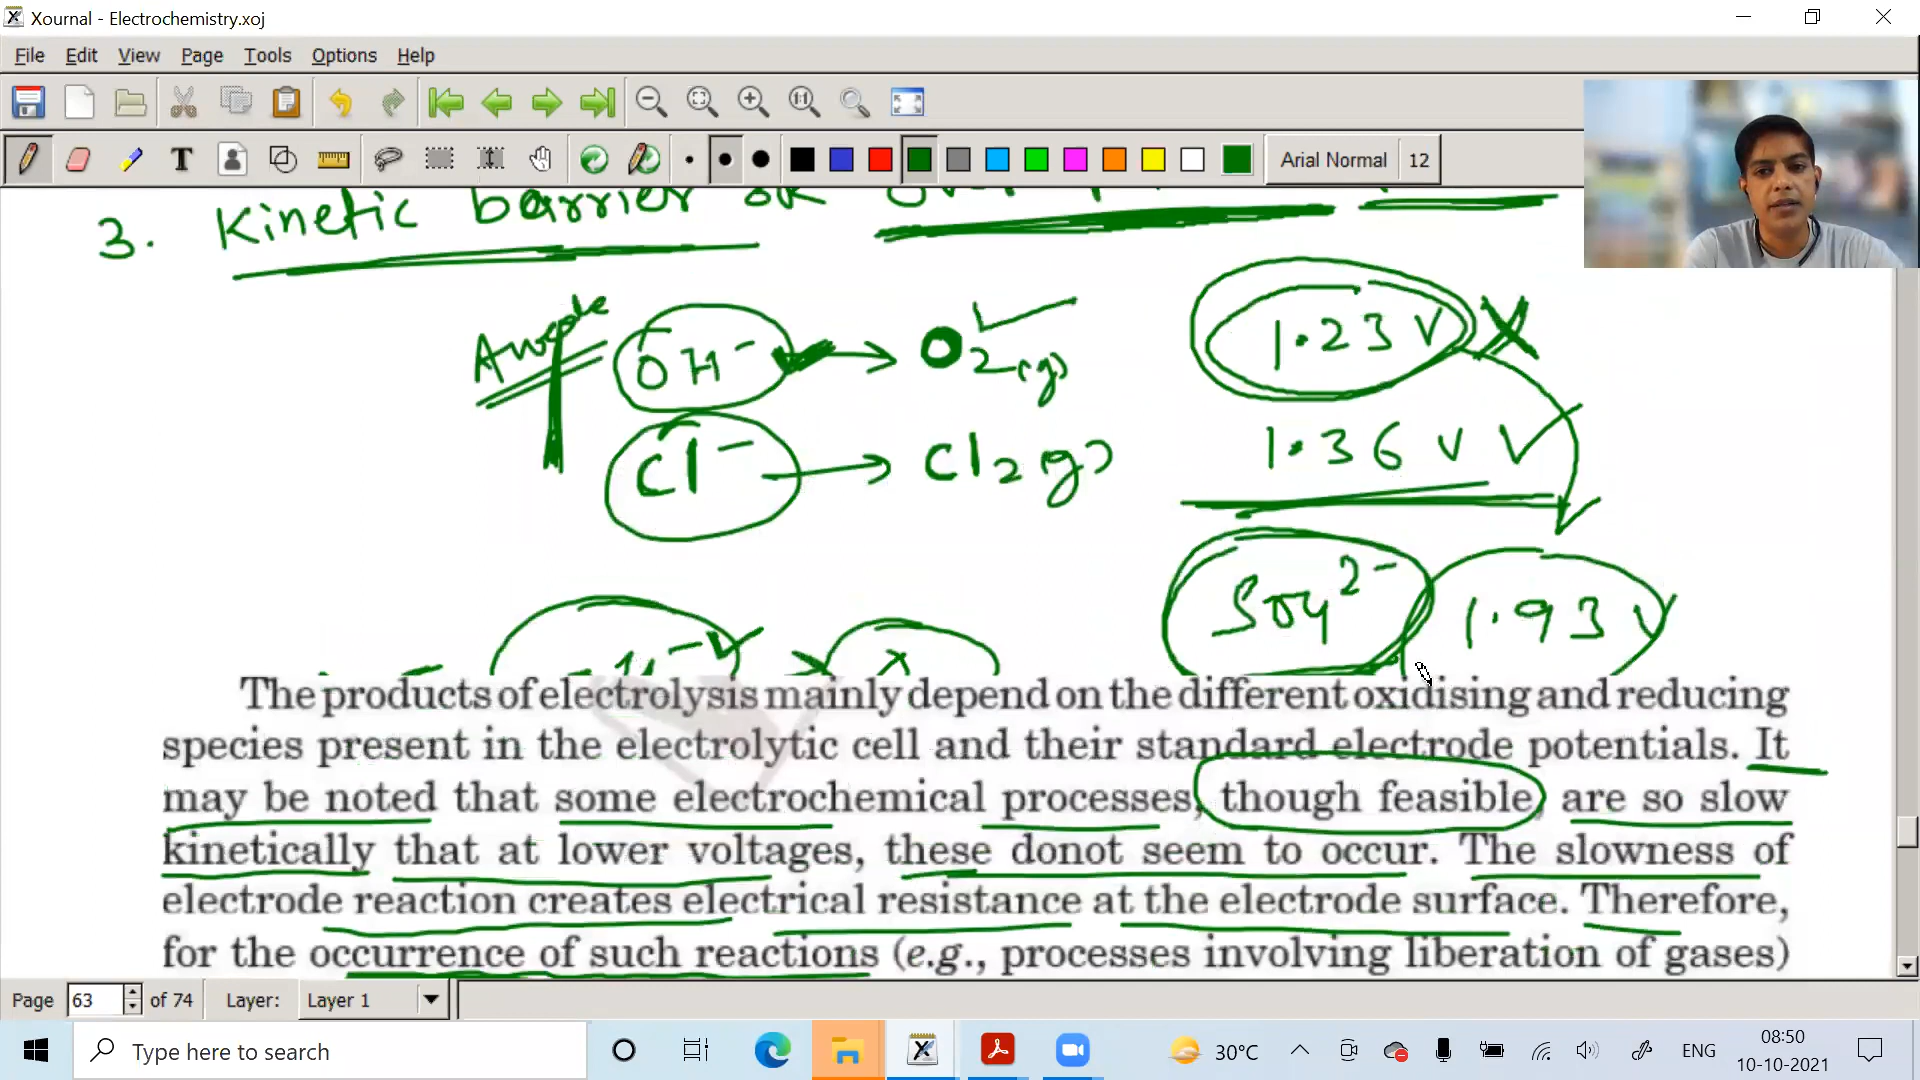 Xournal - Electrochemistry.xoj
File Edit View Page Tools Options Help
Arial Normal 12
3. Kinetic barrier or
Anode OH⁻ → O₂(g) 1.23 V
Cl⁻ → Cl₂(g) 1.36 V
SO₄²⁻ 1.93 V
The products of electrolysis mainly depend on the different oxidising and reducing
species present in the electrolytic cell and their standard electrode potentials. It
may be noted that some electrochemical processes, though feasible, are so slow
kinetically that at lower voltages, these donot seem to occur. The slowness of
electrode reaction creates electrical resistance at the electrode surface. Therefore,
for the occurrence of such reactions (e.g., processes involving liberation of gases)
Page 63 of 74 Layer: Layer 1
Type here to search 30°C ENG 08:50
10-10-2021